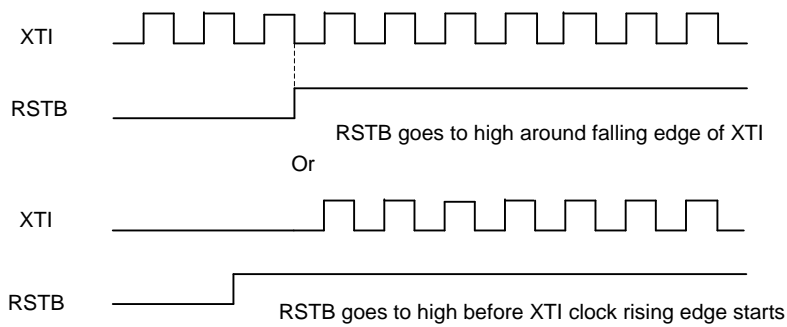 XTI
RSTB
RSTB goes to high around falling edge of XTI
Or
XTI
RSTB
RSTB goes to high before XTI clock rising edge starts